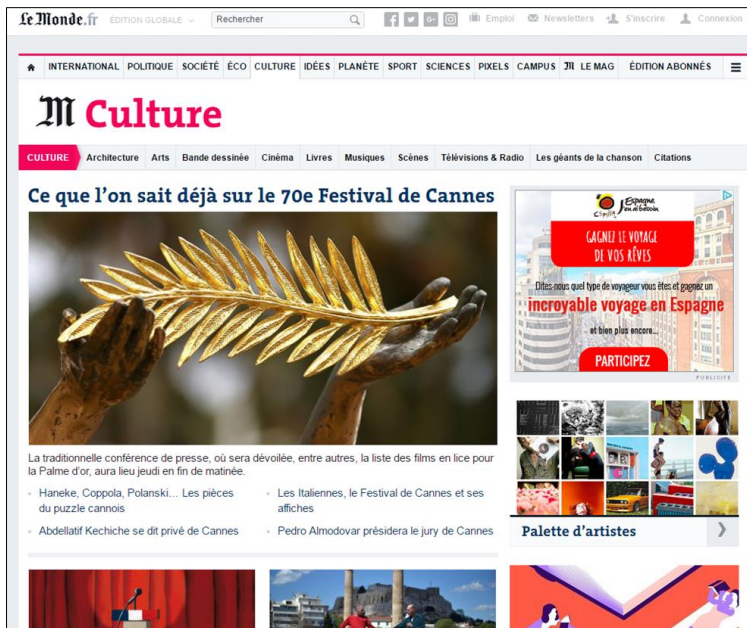 Le Monde.fr ÉDITION GLOBALE Rechercher Emploi Newsletters S'inscrire Connexion
INTERNATIONAL POLITIQUE SOCIÉTÉ ÉCO CULTURE IDÉES PLANÈTE SPORT SCIENCES PIXELS CAMPUS M LE MAG ÉDITION ABONNÉS
M Culture
CULTURE Architecture Arts Bande dessinée Cinéma Livres Musiques Scènes Télévisions & Radio Les géants de la chanson Citations
Ce que l'on sait déjà sur le 70e Festival de Cannes
La traditionnelle conférence de presse, où sera dévoilée, entre autres, la liste des films en lice pour
la Palme d'or, aura lieu jeudi en fin de matinée.
Haneke, Coppola, Polanski... Les pièces
du puzzle cannois
Abdellatif Kechiche se dit privé de Cannes
Les Italiennes, le Festival de Cannes et ses
affiches
Pedro Almodovar présidera le jury de Cannes
España
Espagne
GAGNEZ LE VOYAGE
DE VOS RÊVES
Dites-nous quel type de voyageur vous êtes et gagnez un
incroyable voyage en Espagne
et bien plus encore...
PARTICIPEZ
PUBLICITÉ
Palette d'artistes